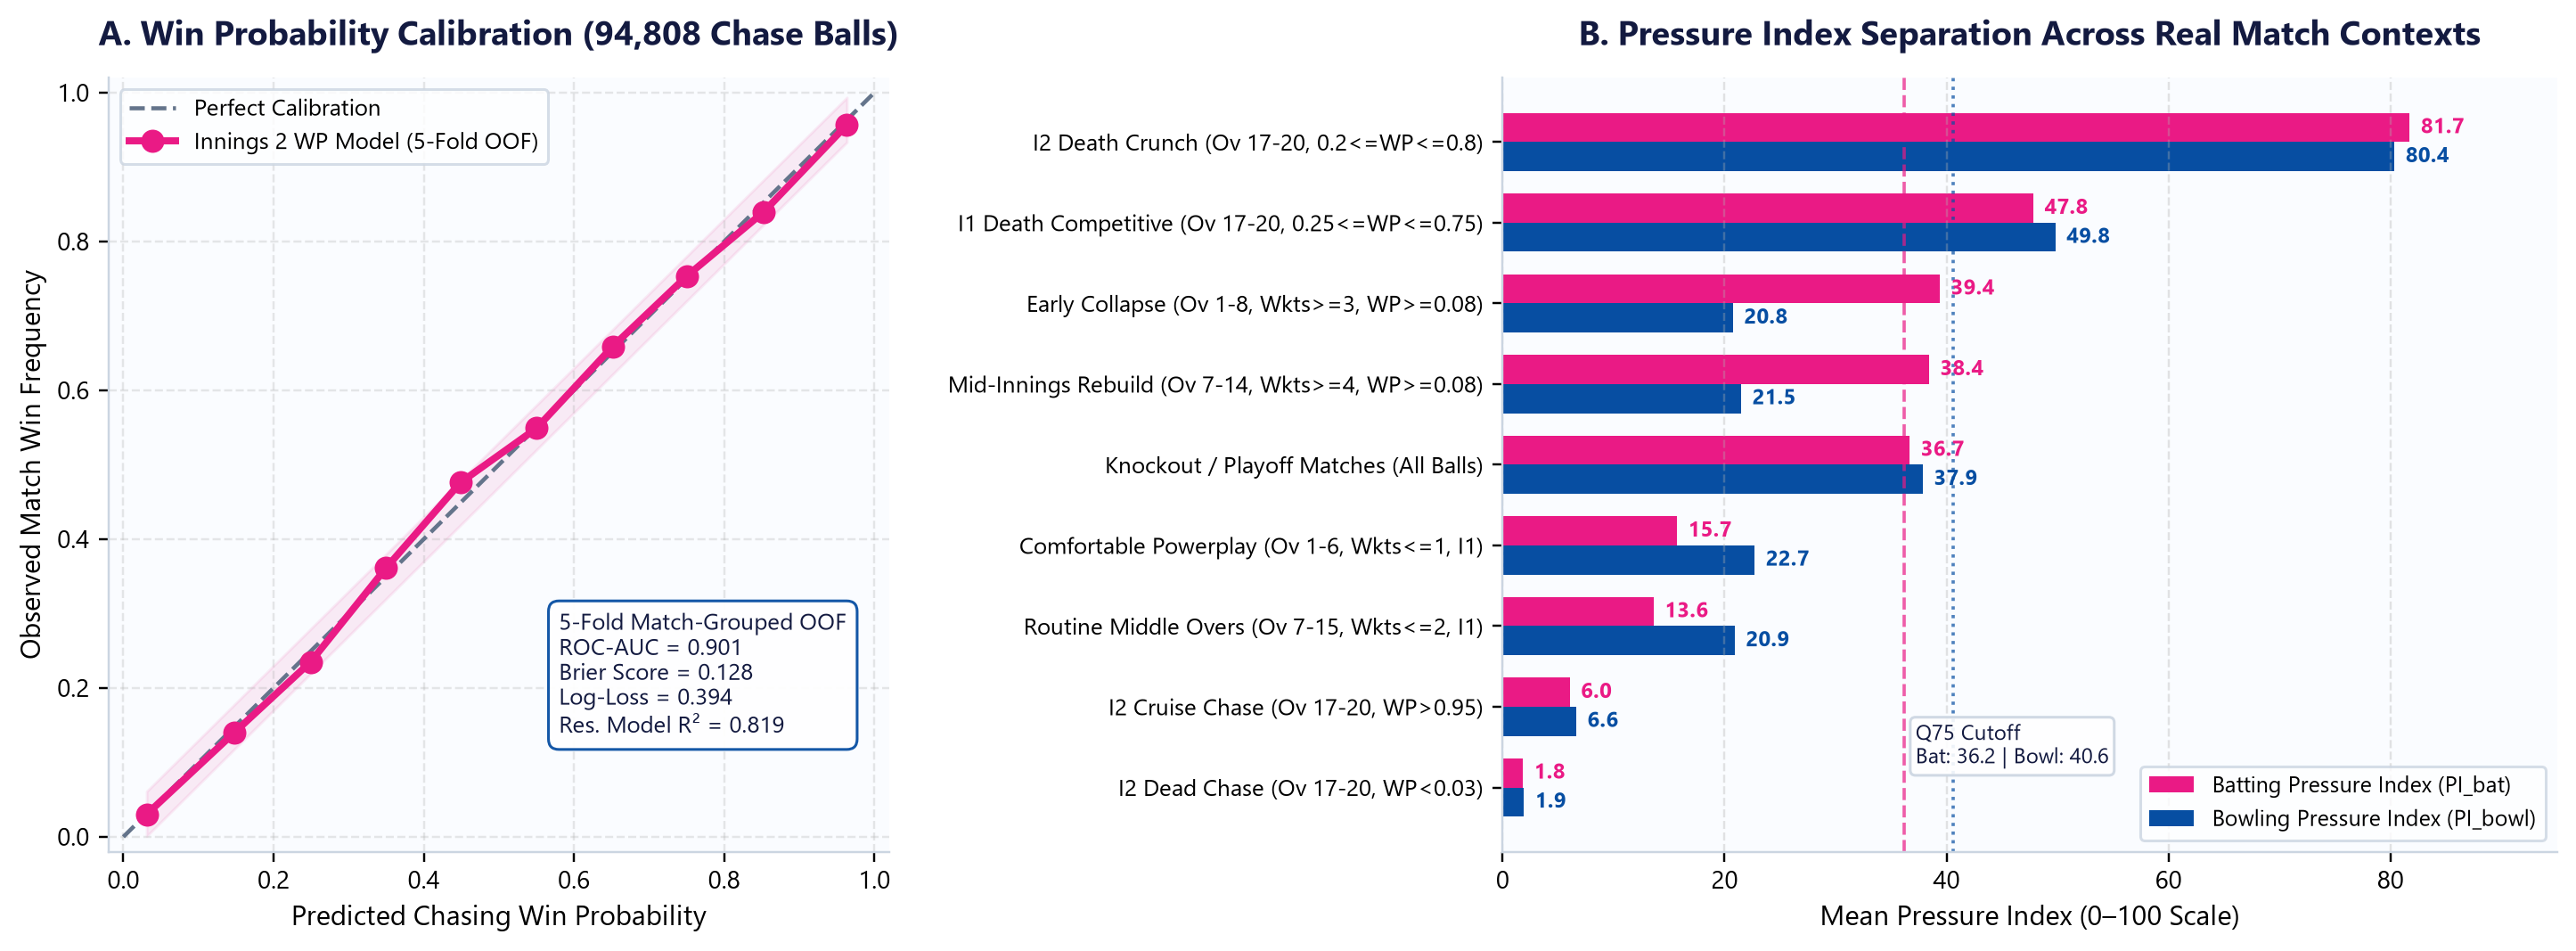 A. Win Probability Calibration (94,808 Chase Balls)
Perfect Calibration
Innings 2 WP Model (5-Fold OOF)
Observed Match Win Frequency
1.0
0.8
0.6
0.4
0.2
0.0
5-Fold Match-Grouped OOF
ROC-AUC = 0.901
Brier Score = 0.128
Log-Loss = 0.394
Res. Model R² = 0.819
0.0 0.2 0.4 0.6 0.8 1.0
Predicted Chasing Win Probability
B. Pressure Index Separation Across Real Match Contexts
I2 Death Crunch (Ov 17-20, 0.2<=WP<=0.8)
81.7
80.4
I1 Death Competitive (Ov 17-20, 0.25<=WP<=0.75)
47.8
49.8
Early Collapse (Ov 1-8, Wkts>=3, WP>=0.08)
39.4
20.8
Mid-Innings Rebuild (Ov 7-14, Wkts>=4, WP>=0.08)
38.4
21.5
Knockout / Playoff Matches (All Balls)
36.7
37.9
Comfortable Powerplay (Ov 1-6, Wkts<=1, I1)
15.7
22.7
Routine Middle Overs (Ov 7-15, Wkts<=2, I1)
13.6
20.9
I2 Cruise Chase (Ov 17-20, WP>0.95)
6.0
6.6
I2 Dead Chase (Ov 17-20, WP<0.03)
1.8
1.9
Q75 Cutoff
Bat: 36.2 | Bowl: 40.6
Batting Pressure Index (PI_bat)
Bowling Pressure Index (PI_bowl)
0 20 40 60 80
Mean Pressure Index (0–100 Scale)